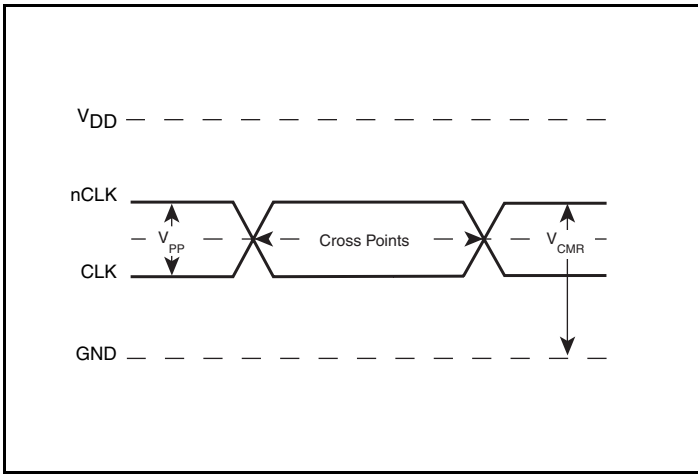 VDD
nCLK
VPP
Cross Points
VCMR
CLK
GND